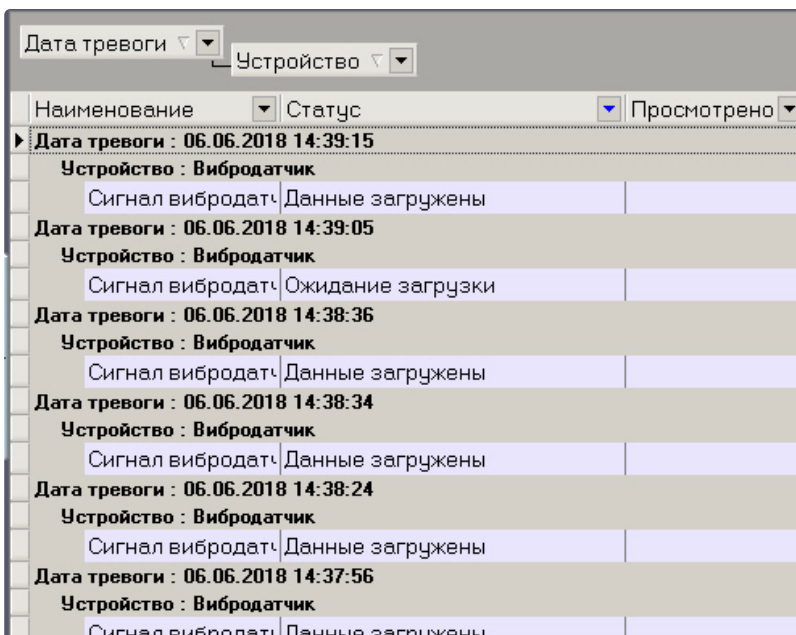 Дата тревоги
Устройство
Наименование Статус Просмотрено
Дата тревоги : 06.06.2018 14:39:15
Устройство : Вибродатчик
Сигнал вибродатч Данные загружены
Дата тревоги : 06.06.2018 14:39:05
Устройство : Вибродатчик
Сигнал вибродатч Ожидание загрузки
Дата тревоги : 06.06.2018 14:38:36
Устройство : Вибродатчик
Сигнал вибродатч Данные загружены
Дата тревоги : 06.06.2018 14:38:34
Устройство : Вибродатчик
Сигнал вибродатч Данные загружены
Дата тревоги : 06.06.2018 14:38:24
Устройство : Вибродатчик
Сигнал вибродатч Данные загружены
Дата тревоги : 06.06.2018 14:37:56
Устройство : Вибродатчик
Сигнал вибродатч Данные загружены